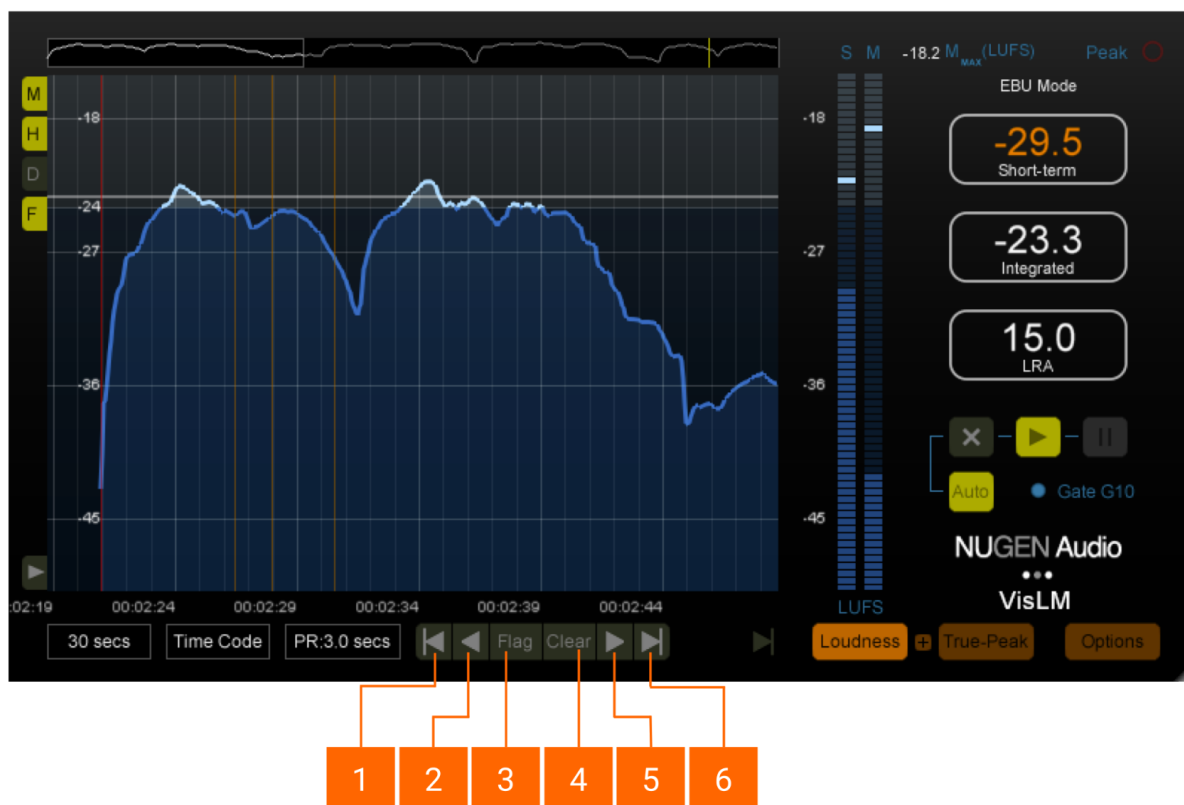 S M -18.2 M MAX (LUFS) Peak
EBU Mode
M
H
D
F
-18
-24
-27
-36
-45
-18
-27
-36
-45
-29.5
Short-term
-23.3
Integrated
15.0
LRA
Auto
Gate G10
NUGEN Audio
VisLM
:02:19 00:02:24 00:02:29 00:02:34 00:02:39 00:02:44
LUFS
30 secs Time Code PR:3.0 secs Flag Clear Loudness + True-Peak Options
1 2 3 4 5 6